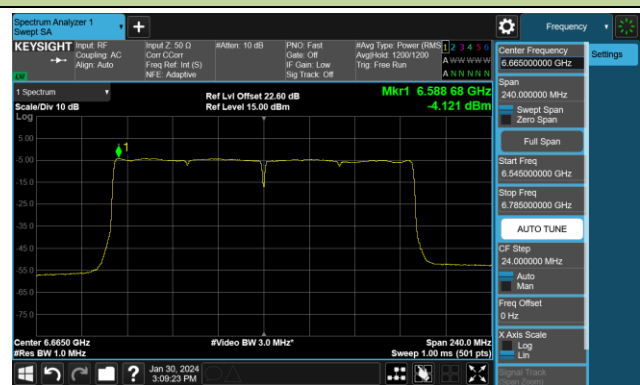 Spectrum Analyzer 1
Swept SA
+
Frequency
KEYSIGHT
Input: RF
Coupling: AC
Align: Auto
Input Z: 50 Ω
Corr CCorr
Freq Ref: Int (S)
NFE: Adaptive
#Atten: 10 dB
PNO: Fast
Gate: Off
IF Gain: Low
Sig Track: Off
#Avg Type: Power (RMS
Avg|Hold: 1200/1200
Trig: Free Run
1 2 3 4 5 6
A W W W W W
A N N N N N
LW
1 Spectrum
Scale/Div 10 dB
Log
Ref Lvl Offset 22.60 dB
Ref Level 15.00 dBm
Mkr1 6.588 68 GHz
-4.121 dBm
1
5.00
-5.00
-15.0
-25.0
-35.0
-45.0
-55.0
-65.0
-75.0
Center 6.6650 GHz
#Res BW 1.0 MHz
#Video BW 3.0 MHz*
Span 240.0 MHz
Sweep 1.00 ms (501 pts)
Center Frequency
6.665000000 GHz
Settings
Span
240.000000 MHz
Swept Span
Zero Span
Full Span
Start Freq
6.545000000 GHz
Stop Freq
6.785000000 GHz
AUTO TUNE
CF Step
24.000000 MHz
Auto
Man
Freq Offset
0 Hz
X Axis Scale
Log
Lin
Signal Track
(Span Zoom)
?
Jan 30, 2024
3:09:23 PM